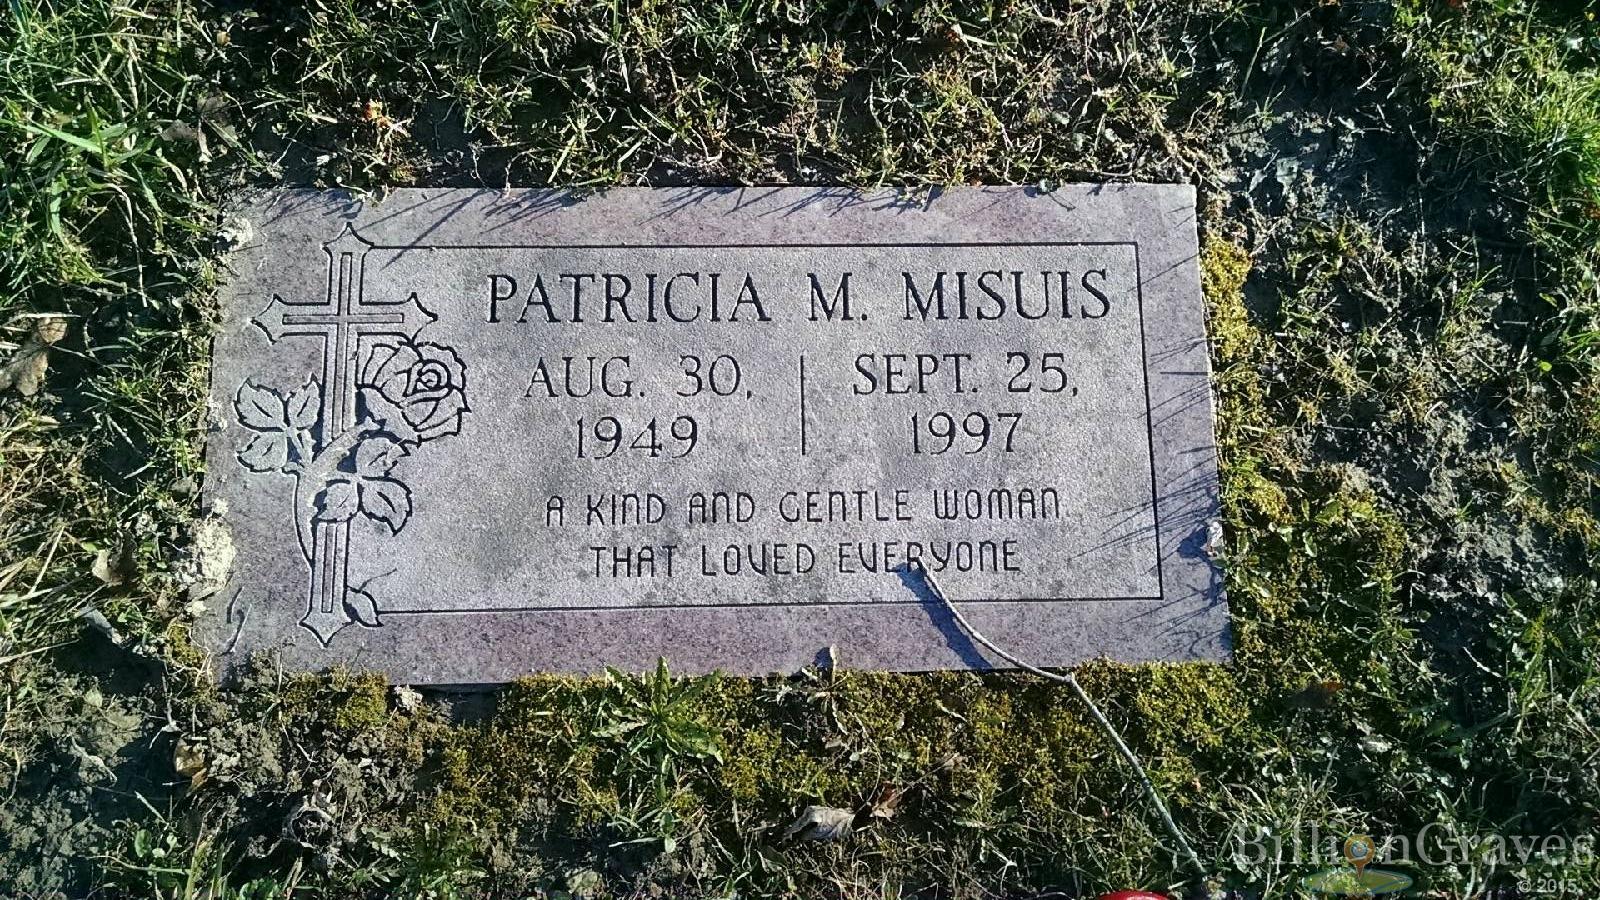 PATRICIA M. MISUIS
AUG. 30, SEPT. 25,
1949 1997
A KIND AND GENTLE WOMAN
THAT LOVED EVERYONE
BillionGraves
© 2015